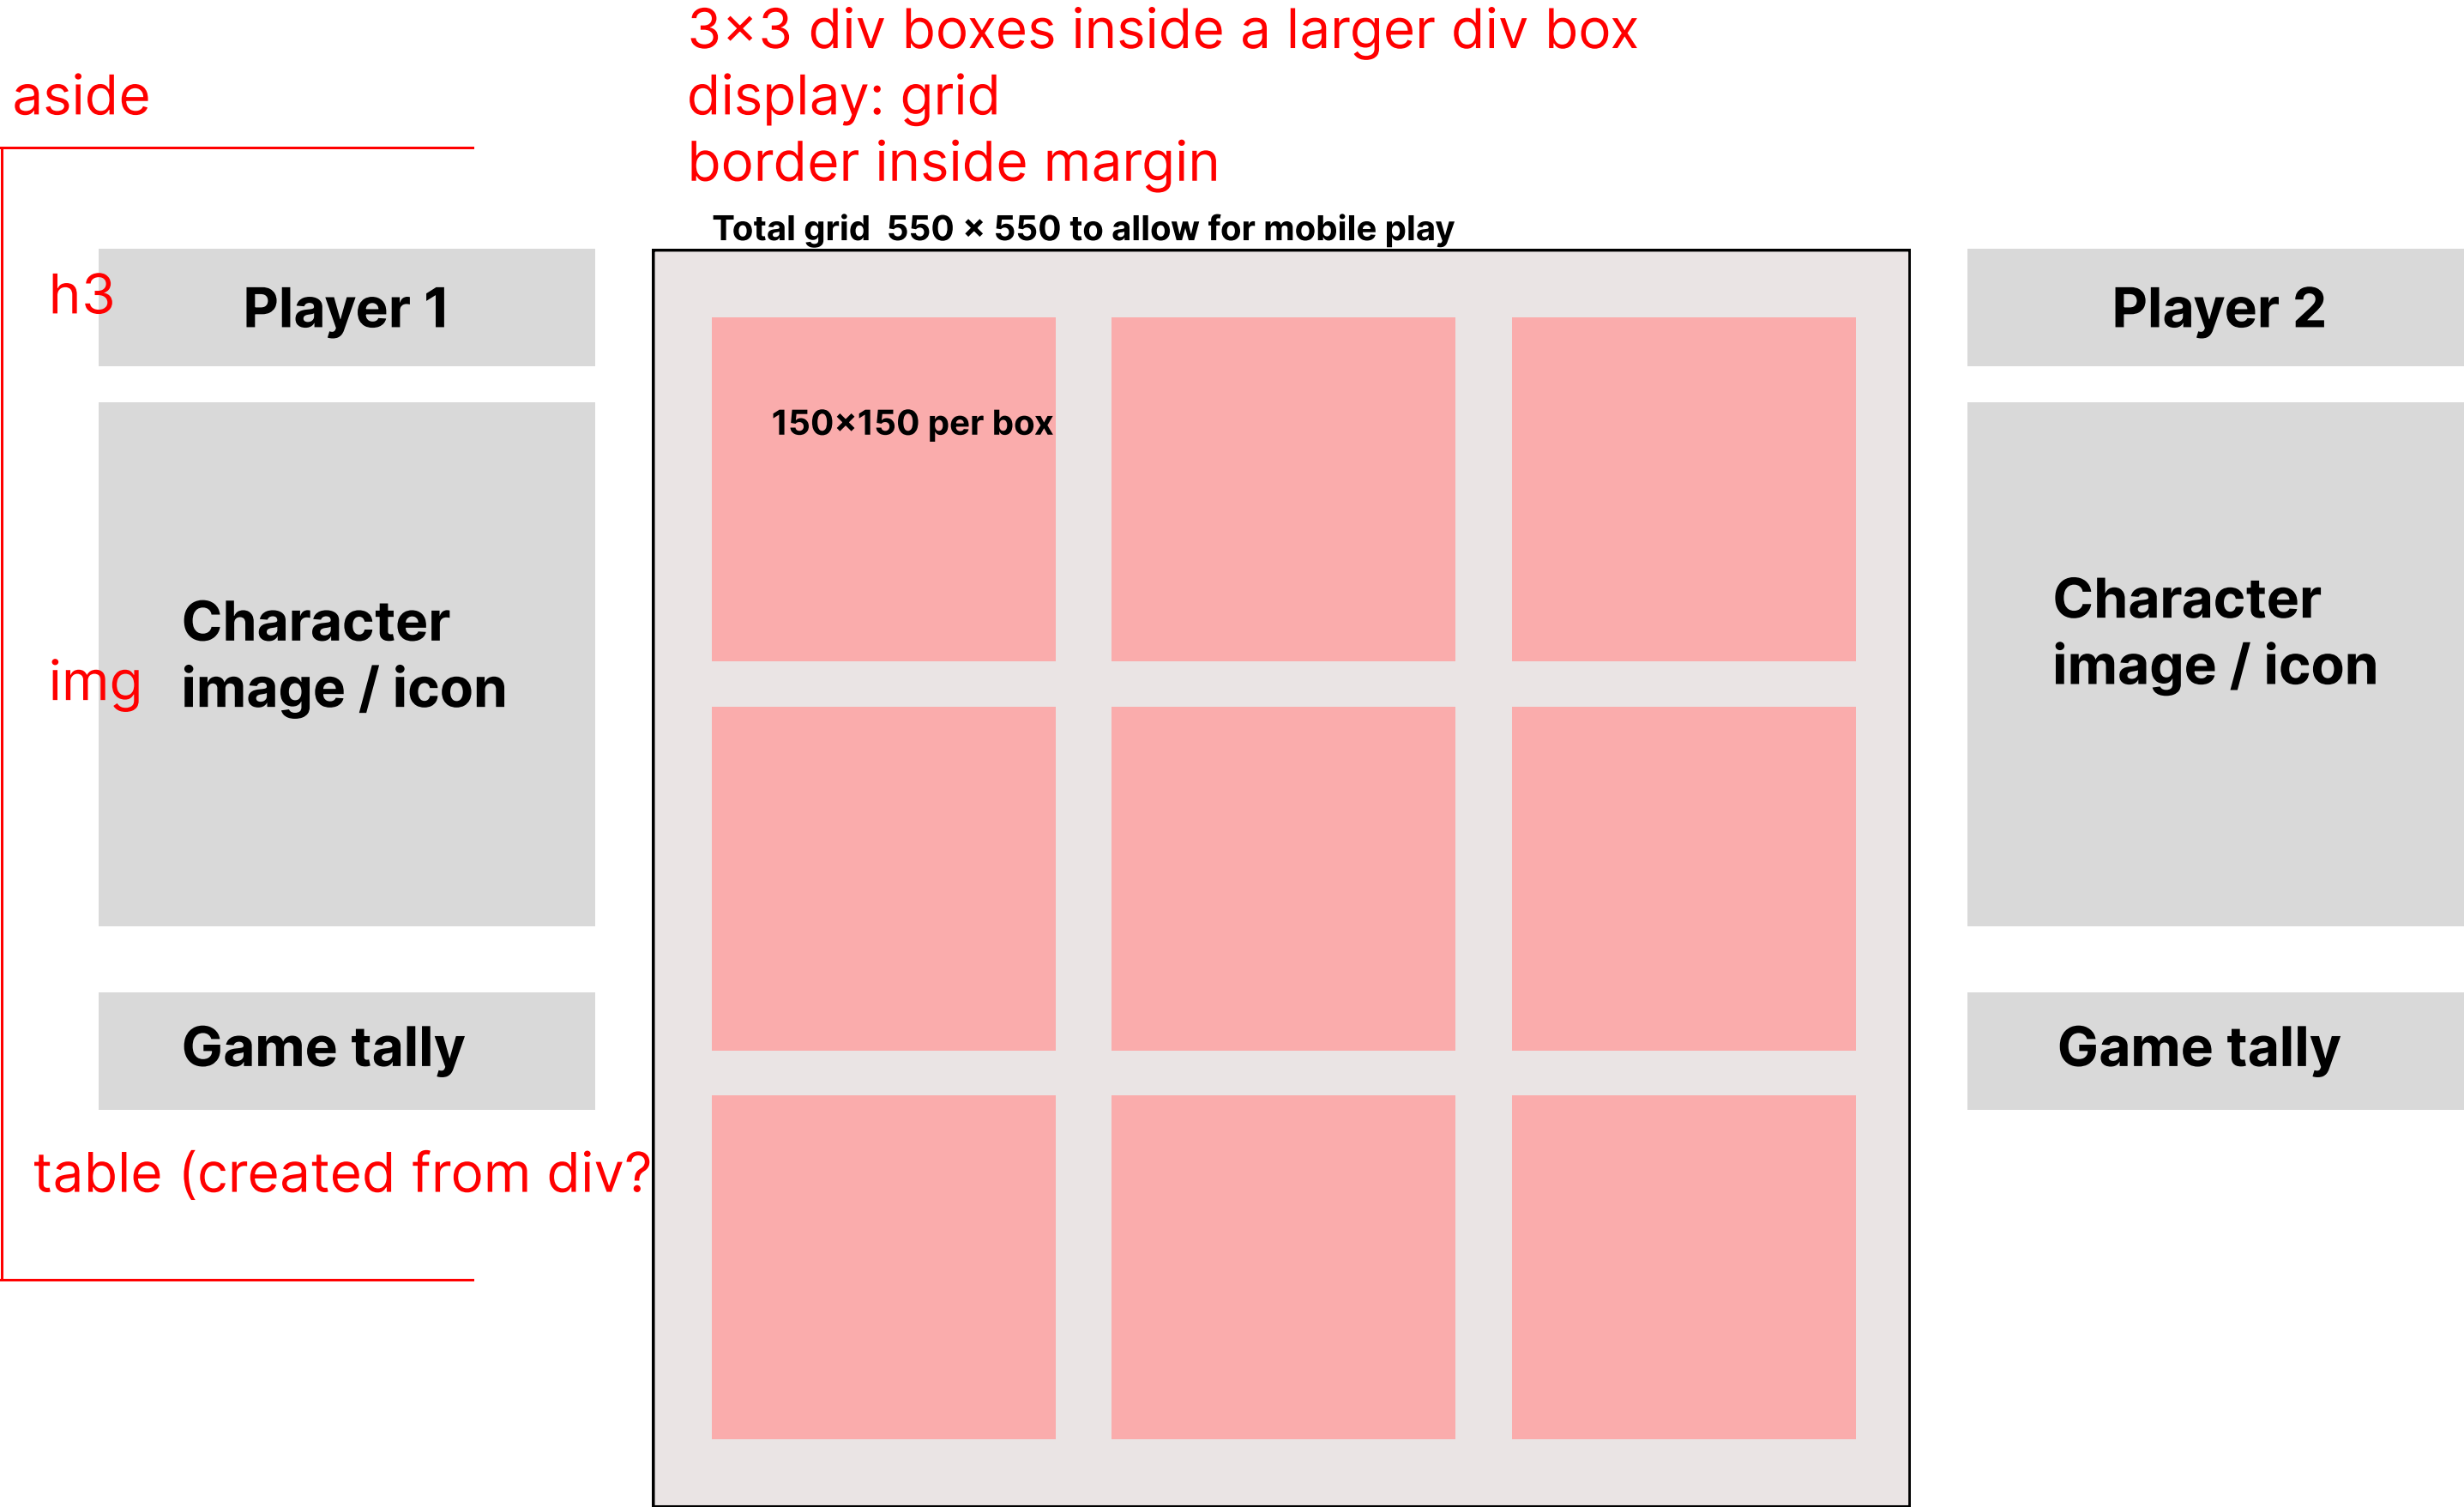 3×3 div boxes inside a larger div box
display: grid
border inside margin
aside
Total grid  550 × 550 to allow for mobile play
h3
Player 1
Player 2
150×150 per box
Character
image / icon
img
Character
image / icon
Game tally
Game tally
table (created from div?